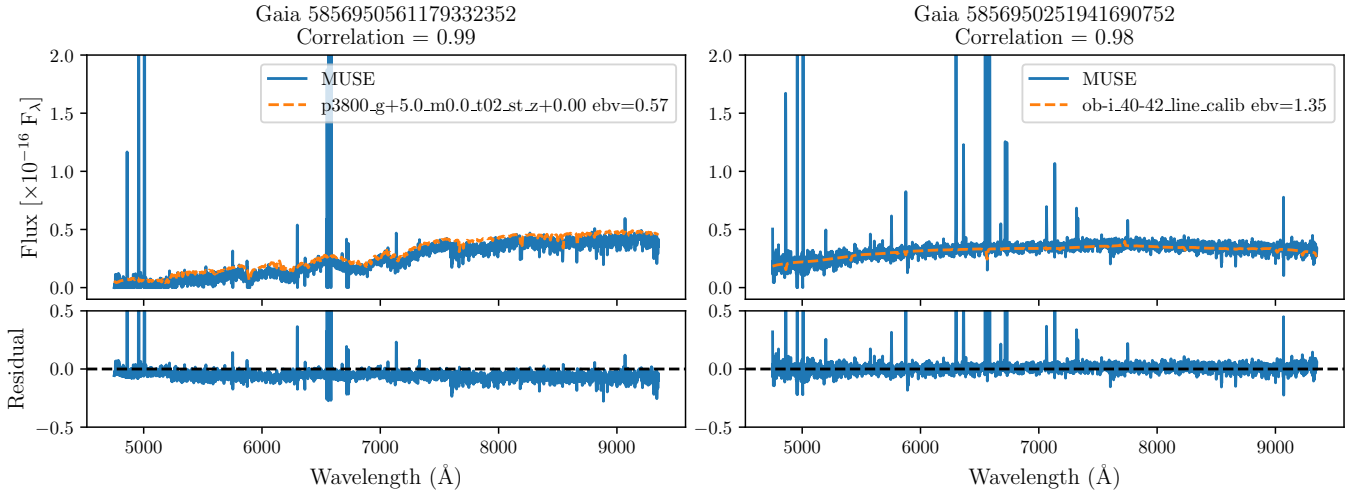 Gaia 5856950561179332352
Correlation = 0.99
Gaia 5856950251941690752
Correlation = 0.98
MUSE
p3800_g+5.0_m0.0_t02_st_z+0.00 ebv=0.57
MUSE
ob-i_40-42_line_calib ebv=1.35
Flux [×10−16 Fλ]
2.0
1.5
1.0
0.5
0.0
2.0
1.5
1.0
0.5
0.0
Residual
0.5
0.0
−0.5
0.5
0.0
−0.5
5000 6000 7000 8000 9000
5000 6000 7000 8000 9000
Wavelength (Å)
Wavelength (Å)